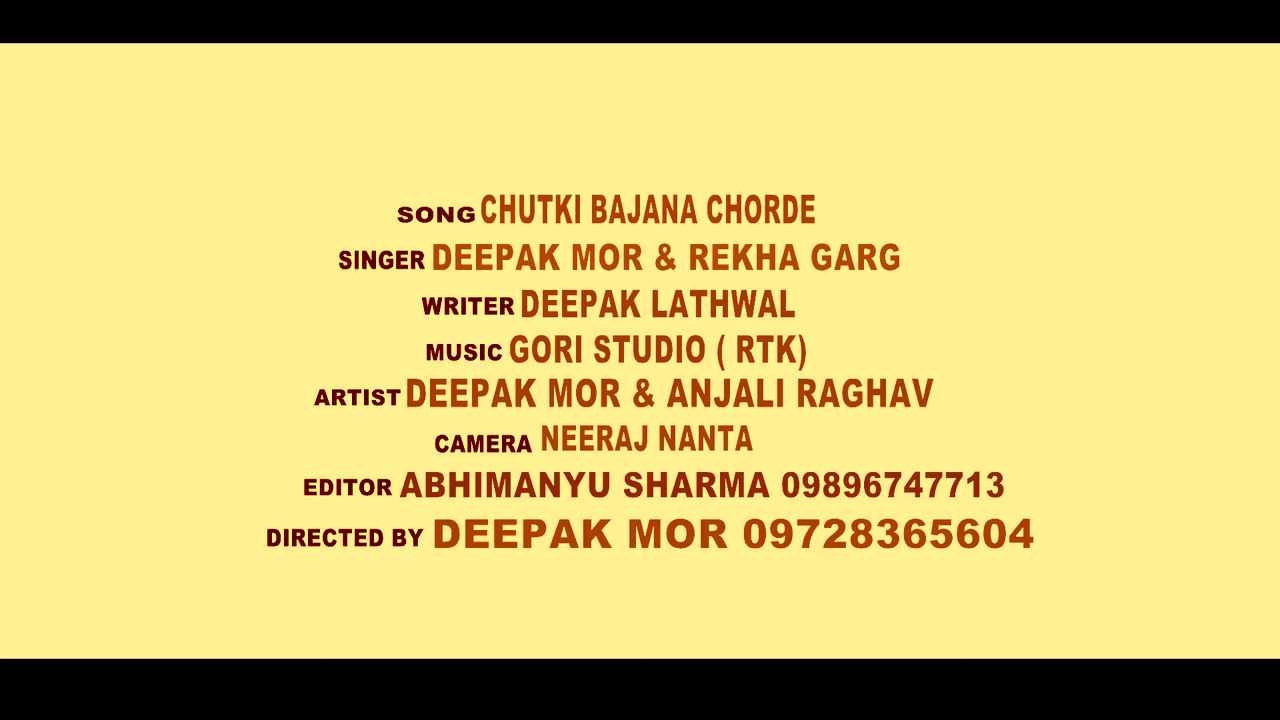 SONG CHUTKI BAJANA CHORDE
SINGER DEEPAK MOR & REKHA GARG
WRITER DEEPAK LATHWAL
MUSIC GORI STUDIO ( RTK)
ARTIST DEEPAK MOR & ANJALI RAGHAV
CAMERA NEERAJ NANTA
EDITOR ABHIMANYU SHARMA 09896747713
DIRECTED BY DEEPAK MOR 09728365604